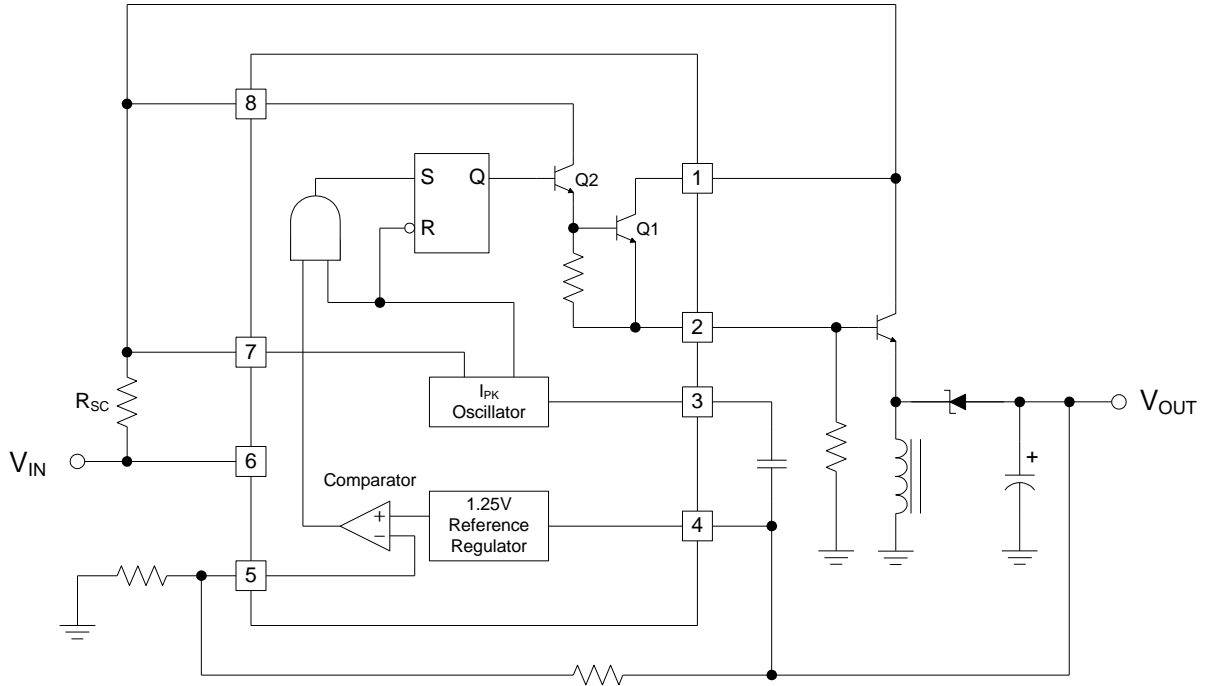 8
S Q
Q2
1
R
Q1
2
7
IPK
Oscillator
3
RSC
VOUT
VIN
6
+
Comparator
1.25V
Reference
Regulator
+
−
4
5